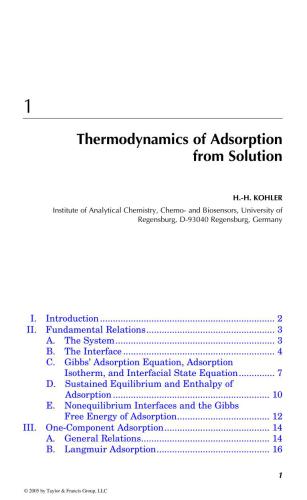 1
Thermodynamics of Adsorption
from Solution
H.-H. KOHLER
Institute of Analytical Chemistry, Chemo- and Biosensors, University of
Regensburg, D-93040 Regensburg, Germany
I. Introduction ................................................................ 2
II. Fundamental Relations ................................................ 3
A. The System ............................................................ 3
B. The Interface ......................................................... 4
C. Gibbs' Adsorption Equation, Adsorption
Isotherm, and Interfacial State Equation .............. 7
D. Sustained Equilibrium and Enthalpy of
Adsorption ............................................................ 10
E. Nonequilibrium Interfaces and the Gibbs
Free Energy of Adsorption .................................... 12
III. One-Component Adsorption ........................................ 14
A. General Relations .................................................. 14
B. Langmuir Adsorption ............................................. 16
1
© 2005 by Taylor & Francis Group, LLC